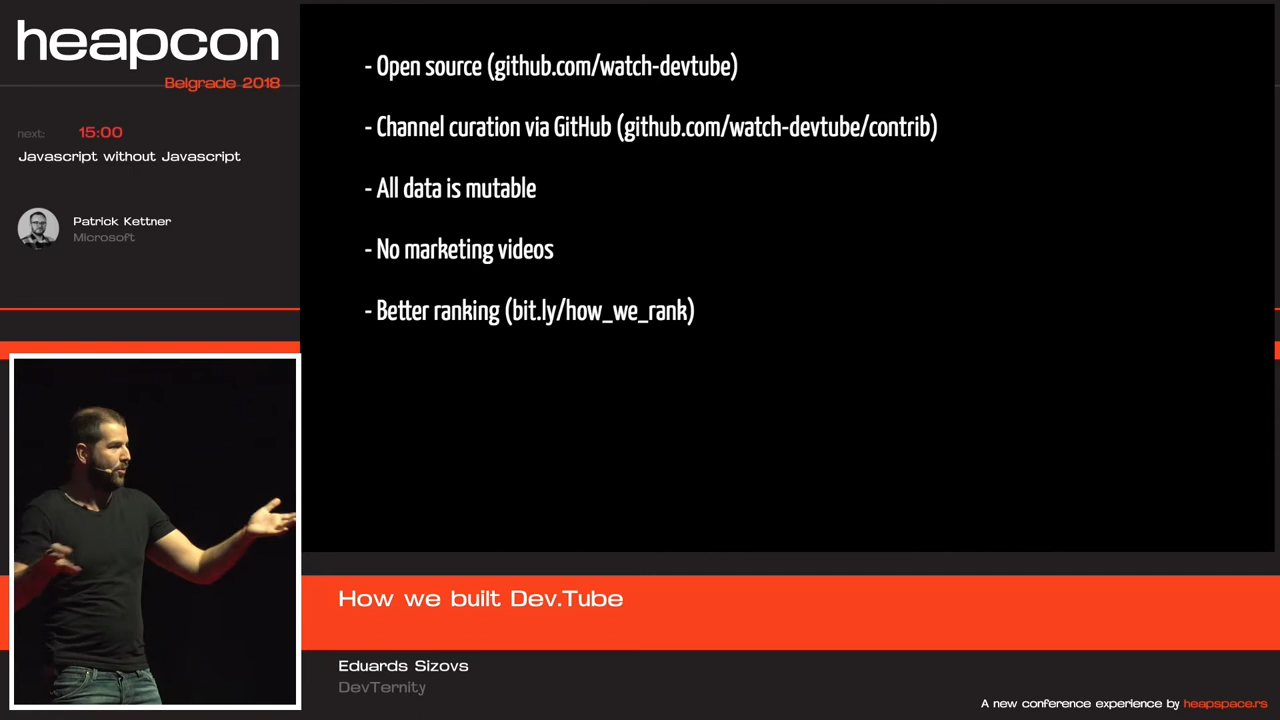 heapcon
Belgrade 2018
next: 15:00
Javascript without Javascript
Patrick Kettner
Microsoft
- Open source (github.com/watch-devtube)
- Channel curation via GitHub (github.com/watch-devtube/contrib)
- All data is mutable
- No marketing videos
- Better ranking (bit.ly/how_we_rank)
How we built Dev.Tube
Eduards Sizovs
DevTernity
A new conference experience by heapspace.rs